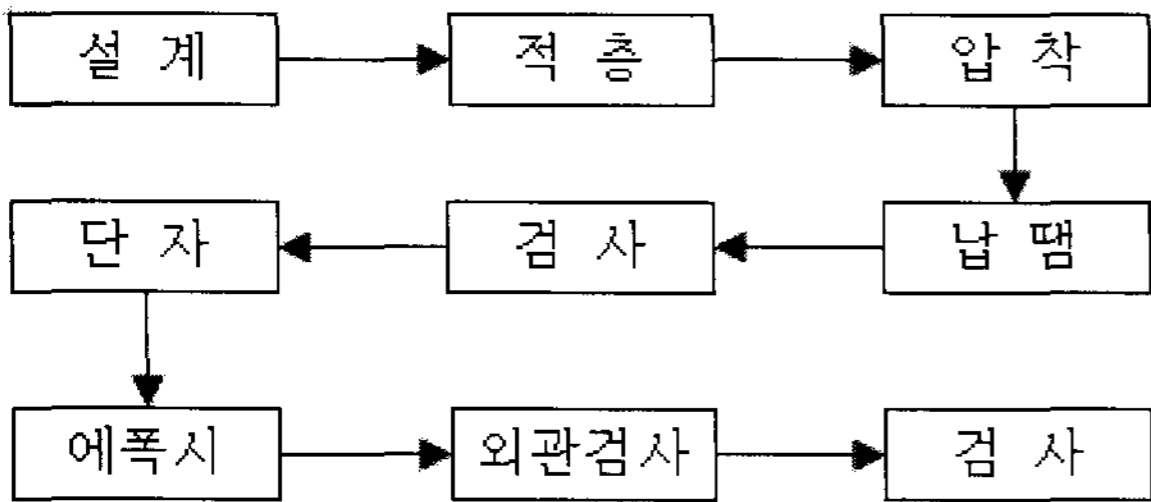 설 계
적 층
압 착
납 땜
검 사
단 자
에폭시
외관검사
검 사